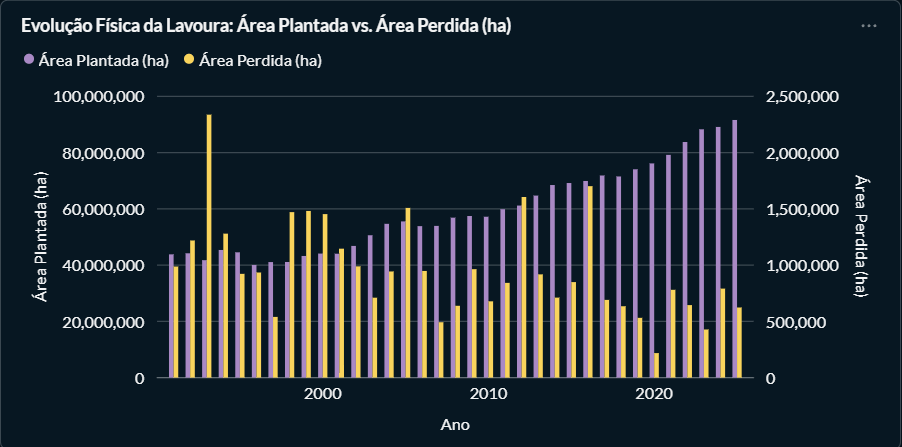 Evolução Física da Lavoura: Área Plantada vs. Área Perdida (ha)
Área Plantada (ha) Área Perdida (ha)
100,000,000
80,000,000
60,000,000
40,000,000
20,000,000
0
Área Plantada (ha)
2,500,000
2,000,000
1,500,000
1,000,000
500,000
0
Área Perdida (ha)
2000 2010 2020
Ano